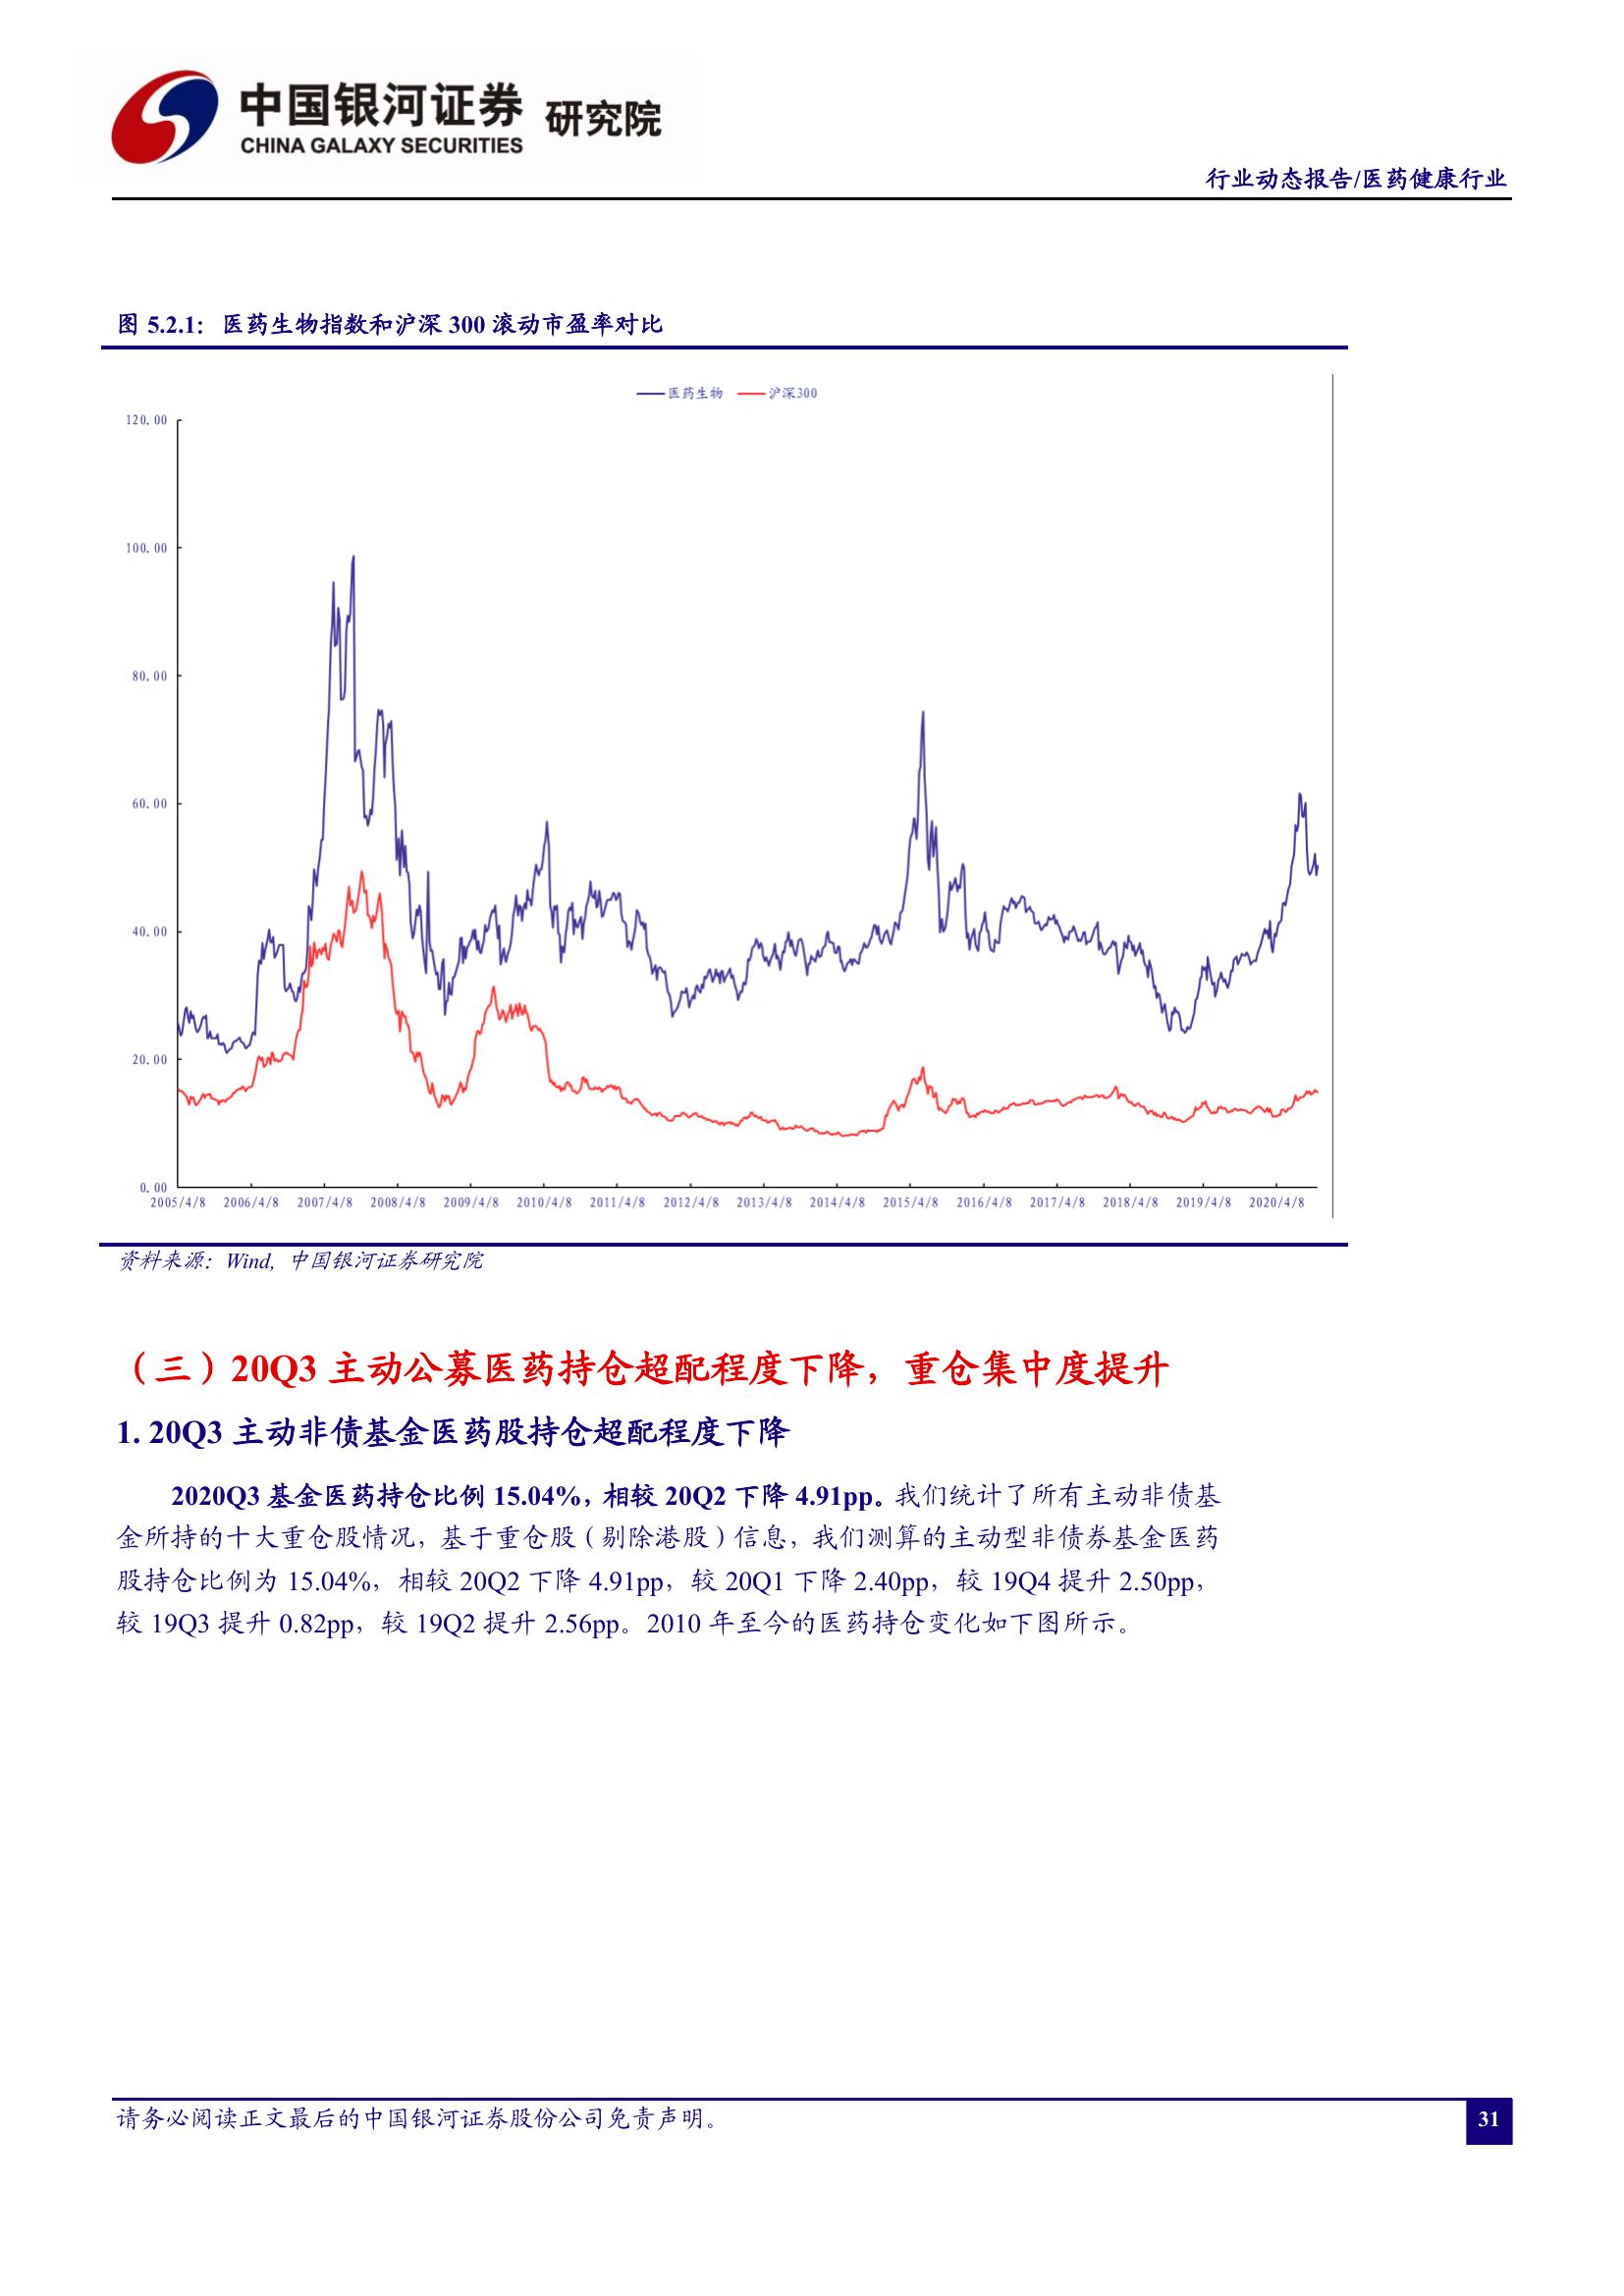 中国银河证券 研究院
CHINA GALAXY SECURITIES
行业动态报告/医药健康行业
图 5.2.1: 医药生物指数和沪深 300 滚动市盈率对比
医药生物 沪深300
120.00
100.00
80.00
60.00
40.00
20.00
0.00
2005/4/8 2006/4/8 2007/4/8 2008/4/8 2009/4/8 2010/4/8 2011/4/8 2012/4/8 2013/4/8 2014/4/8 2015/4/8 2016/4/8 2017/4/8 2018/4/8 2019/4/8 2020/4/8
资料来源：Wind, 中国银河证券研究院
（三）20Q3 主动公募医药持仓超配程度下降，重仓集中度提升
1. 20Q3 主动非债基金医药股持仓超配程度下降
2020Q3 基金医药持仓比例 15.04%，相较 20Q2 下降 4.91pp。我们统计了所有主动非债基
金所持的十大重仓股情况，基于重仓股（剔除港股）信息，我们测算的主动型非债券基金医药
股持仓比例为 15.04%，相较 20Q2 下降 4.91pp，较 20Q1 下降 2.40pp，较 19Q4 提升 2.50pp，
较 19Q3 提升 0.82pp，较 19Q2 提升 2.56pp。2010 年至今的医药持仓变化如下图所示。
请务必阅读正文最后的中国银河证券股份公司免责声明。
31